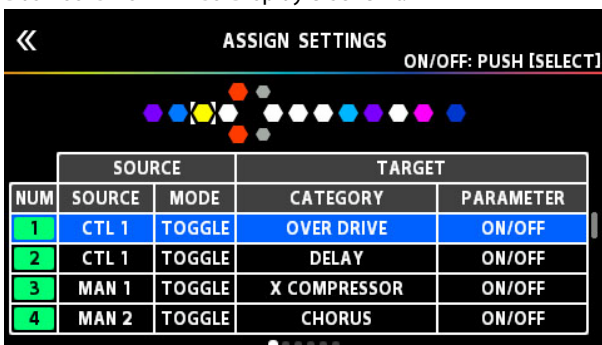 ASSIGN SETTINGS
ON/OFF: PUSH [SELECT]
SOURCE TARGET
NUM SOURCE MODE CATEGORY PARAMETER
1 CTL 1 TOGGLE OVER DRIVE ON/OFF
2 CTL 1 TOGGLE DELAY ON/OFF
3 MAN 1 TOGGLE X COMPRESSOR ON/OFF
4 MAN 2 TOGGLE CHORUS ON/OFF